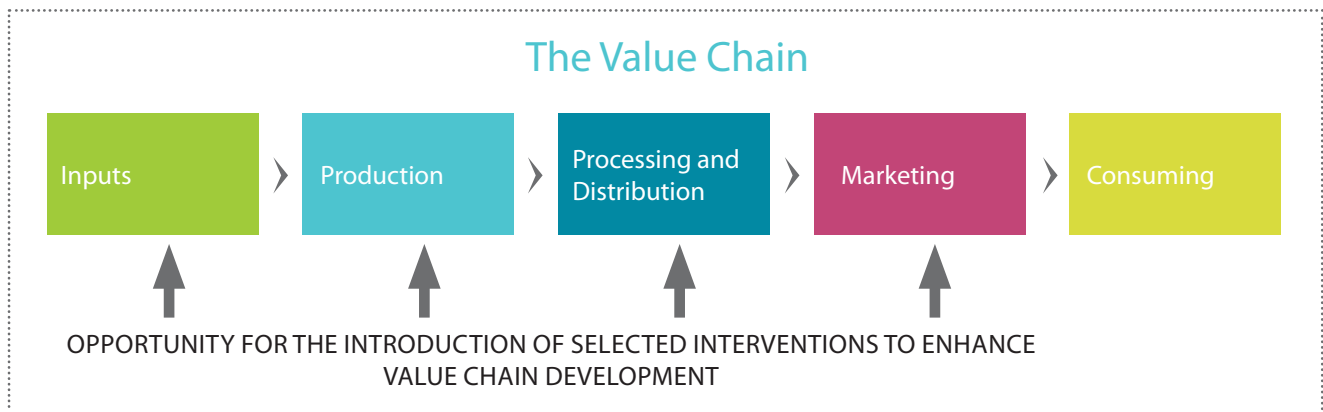 The Value Chain
Inputs
Production
Processing and
Distribution
Marketing
Consuming
OPPORTUNITY FOR THE INTRODUCTION OF SELECTED INTERVENTIONS TO ENHANCE
VALUE CHAIN DEVELOPMENT